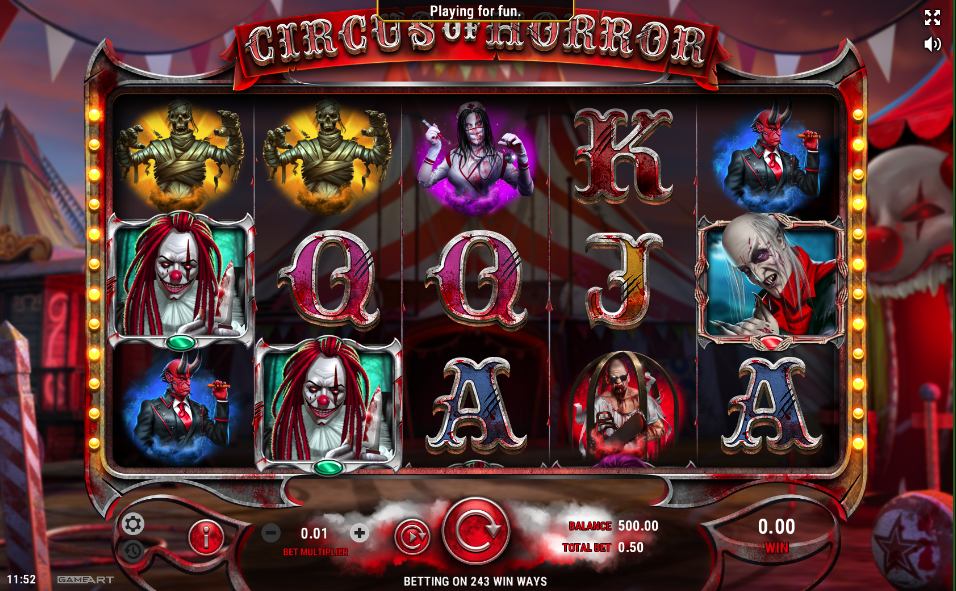 Playing for fun.
CIRCUS OF HORROR
K
Q Q J
A A
0.01
BET MULTIPLIER
BALANCE 500.00
TOTAL BET 0.50
0.00
WIN
11:52 GAMEART
BETTING ON 243 WIN WAYS